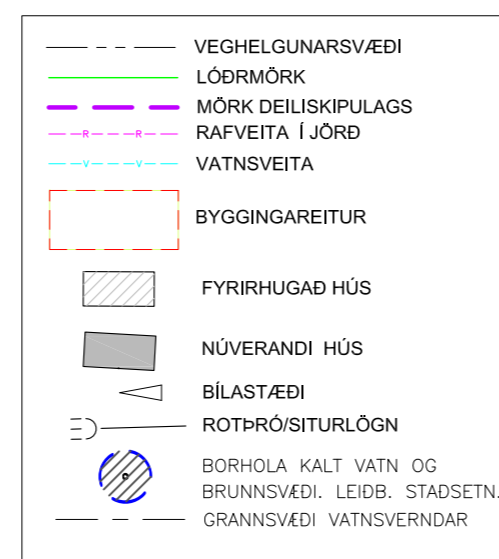 VEGHELGUNARSVÆÐI
LÓÐRMÖRK
MÖRK DEILISKIPULAGS
R R RAFVEITA Í JÖRÐ
V V VATNSVEITA
BYGGINGAREITUR
FYRIRHUGAÐ HÚS
NÚVERANDI HÚS
BÍLASTÆÐI
ROTÞRÓ/SITURLÖGN
BORHOLA KALT VATN OG
BRUNNSVÆÐI. LEIÐB. STAÐSETN.
GRANNSVÆÐI VATNSVERNDAR